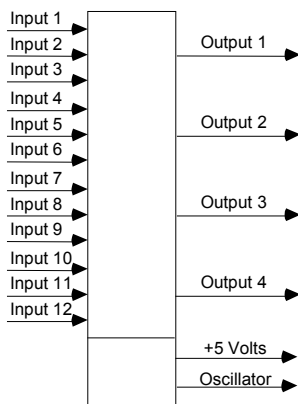 Input 1
Input 2
Input 3
Input 4
Input 5
Input 6
Input 7
Input 8
Input 9
Input 10
Input 11
Input 12
Output 1
Output 2
Output 3
Output 4
+5 Volts
Oscillator